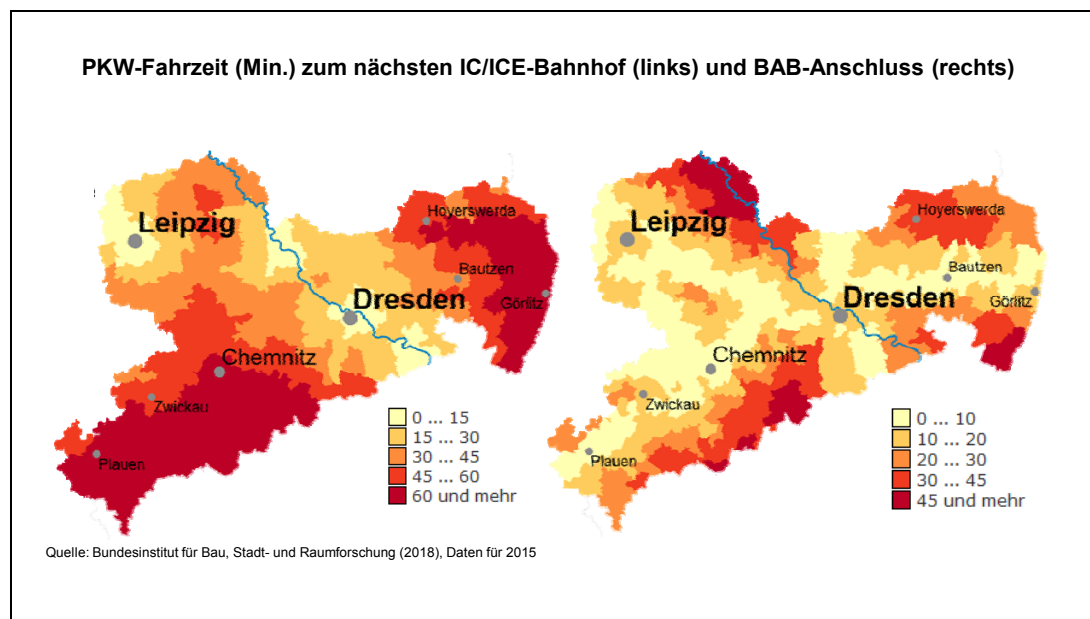 PKW-Fahrzeit (Min.) zum nächsten IC/ICE-Bahnhof (links) und BAB-Anschluss (rechts)
Leipzig
Hoyerswerda
Bautzen
Dresden
Görlitz
Chemnitz
Zwickau
Plauen
0 ... 15
15 ... 30
30 ... 45
45 ... 60
60 und mehr
Leipzig
Hoyerswerda
Bautzen
Dresden
Görlitz
Chemnitz
Zwickau
Plauen
0 ... 10
10 ... 20
20 ... 30
30 ... 45
45 und mehr
Quelle: Bundesinstitut für Bau, Stadt- und Raumforschung (2018), Daten für 2015